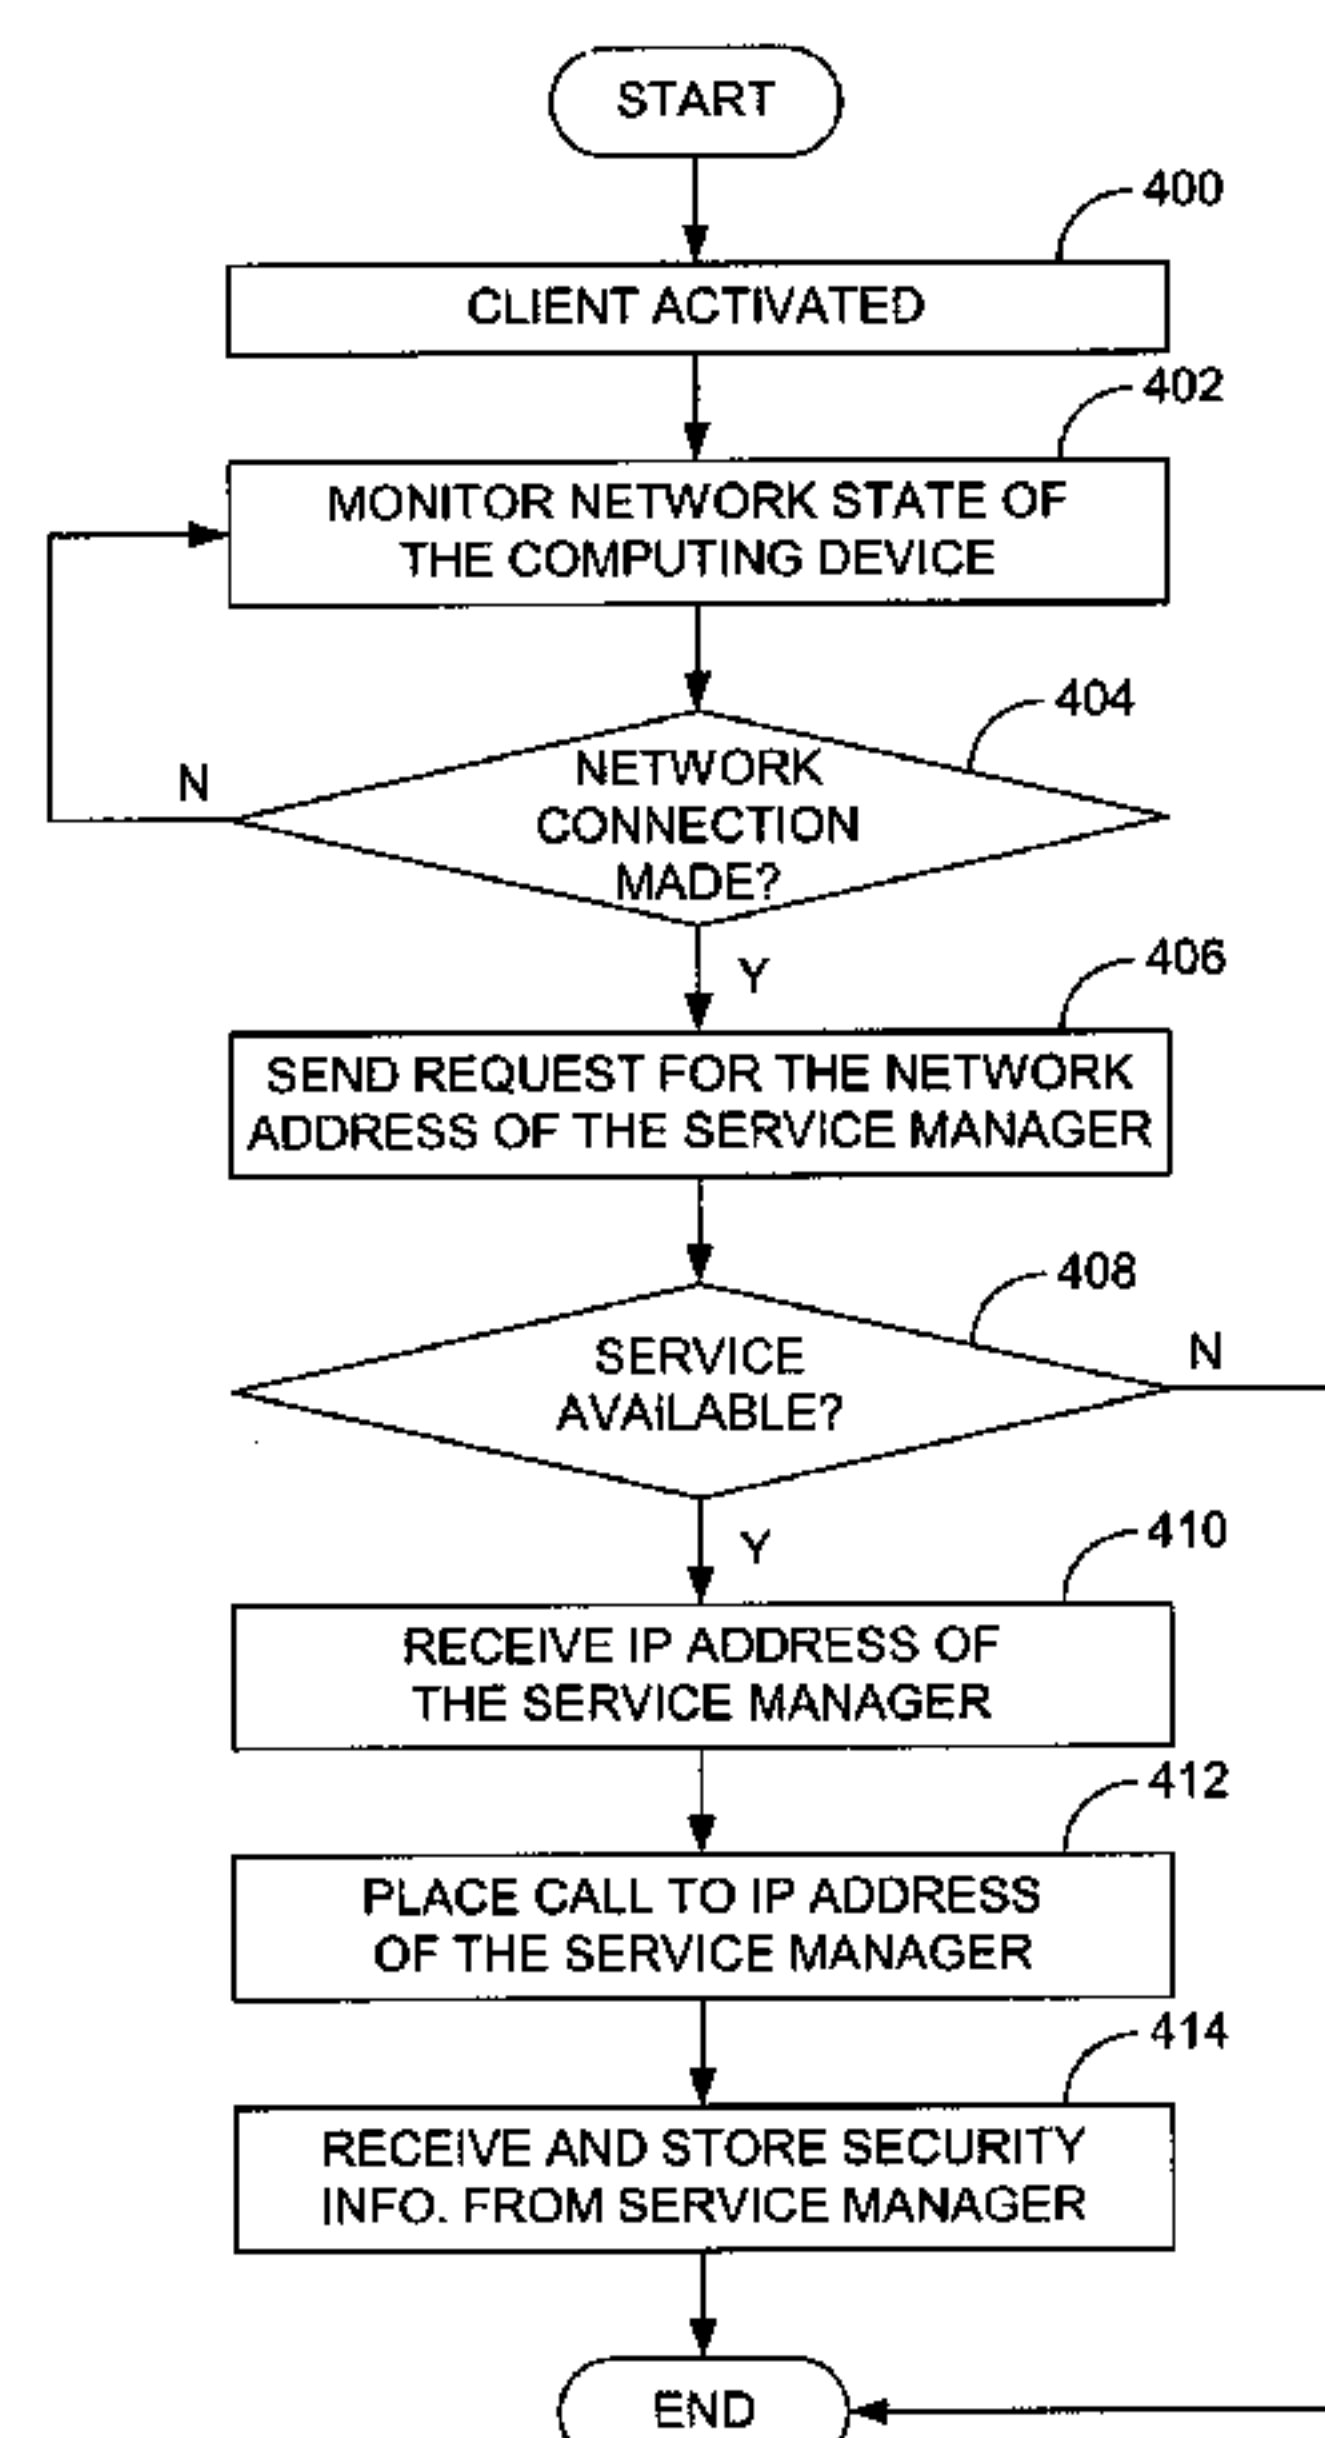 START
400
CLIENT ACTIVATED
402
MONITOR NETWORK STATE OF
THE COMPUTING DEVICE
404
NETWORK
CONNECTION
MADE?
N
Y
406
SEND REQUEST FOR THE NETWORK
ADDRESS OF THE SERVICE MANAGER
408
SERVICE
AVAILABLE?
N
Y
410
RECEIVE IP ADDRESS OF
THE SERVICE MANAGER
412
PLACE CALL TO IP ADDRESS
OF THE SERVICE MANAGER
414
RECEIVE AND STORE SECURITY
INFO. FROM SERVICE MANAGER
END